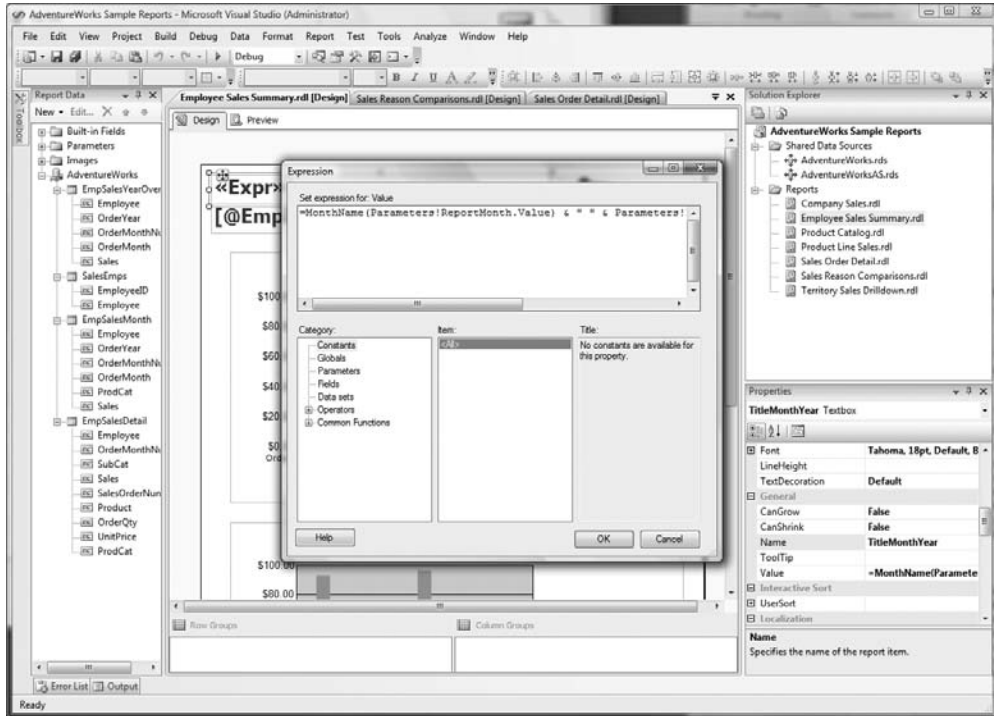 AdventureWorks Sample Reports - Microsoft Visual Studio (Administrator)
File Edit View Project Build Debug Data Format Report Test Tools Analyze Window Help
Debug
B I U A
Toolbox
Report Data
New Edit...
Built-in Fields
Parameters
Images
AdventureWorks
EmpSalesYearOver
Employee
OrderYear
OrderMonthNu
OrderMonth
Sales
SalesEmps
EmployeeID
Employee
EmpSalesMonth
Employee
OrderYear
OrderMonthNu
OrderMonth
ProdCat
Sales
EmpSalesDetail
Employee
OrderMonthNu
SubCat
Sales
SalesOrderNun
Product
OrderQty
UnitPrice
ProdCat
Employee Sales Summary.rdl [Design] Sales Reason Comparisons.rdl [Design] Sales Order Detail.rdl [Design]
Design Preview
«Expr»
[@Emp
$100
$80.
$60
$40
$20
$0
Orde
$100.00
$80.00
Row Groups
Column Groups
Expression
Set expression for: Value
=MonthName(Parameters!ReportMonth.Value) & " " & Parameters!
Category:
Constants
Globals
Parameters
Fields
Data sets
Operators
Common Functions
Item:
<All>
Title:
No constants are available for
this property.
Help
OK
Cancel
Solution Explorer
AdventureWorks Sample Reports
Shared Data Sources
AdventureWorks.rds
AdventureWorksAS.rds
Reports
Company Sales.rdl
Employee Sales Summary.rdl
Product Catalog.rdl
Product Line Sales.rdl
Sales Order Detail.rdl
Sales Reason Comparisons.rdl
Territory Sales Drilldown.rdl
Properties
TitleMonthYear Textbox
Font Tahoma, 18pt, Default, B
LineHeight
TextDecoration Default
General
CanGrow False
CanShrink False
Name TitleMonthYear
ToolTip
Value =MonthName(Paramete
Interactive Sort
UserSort
Localization
Name
Specifies the name of the report item.
Error List Output
Ready